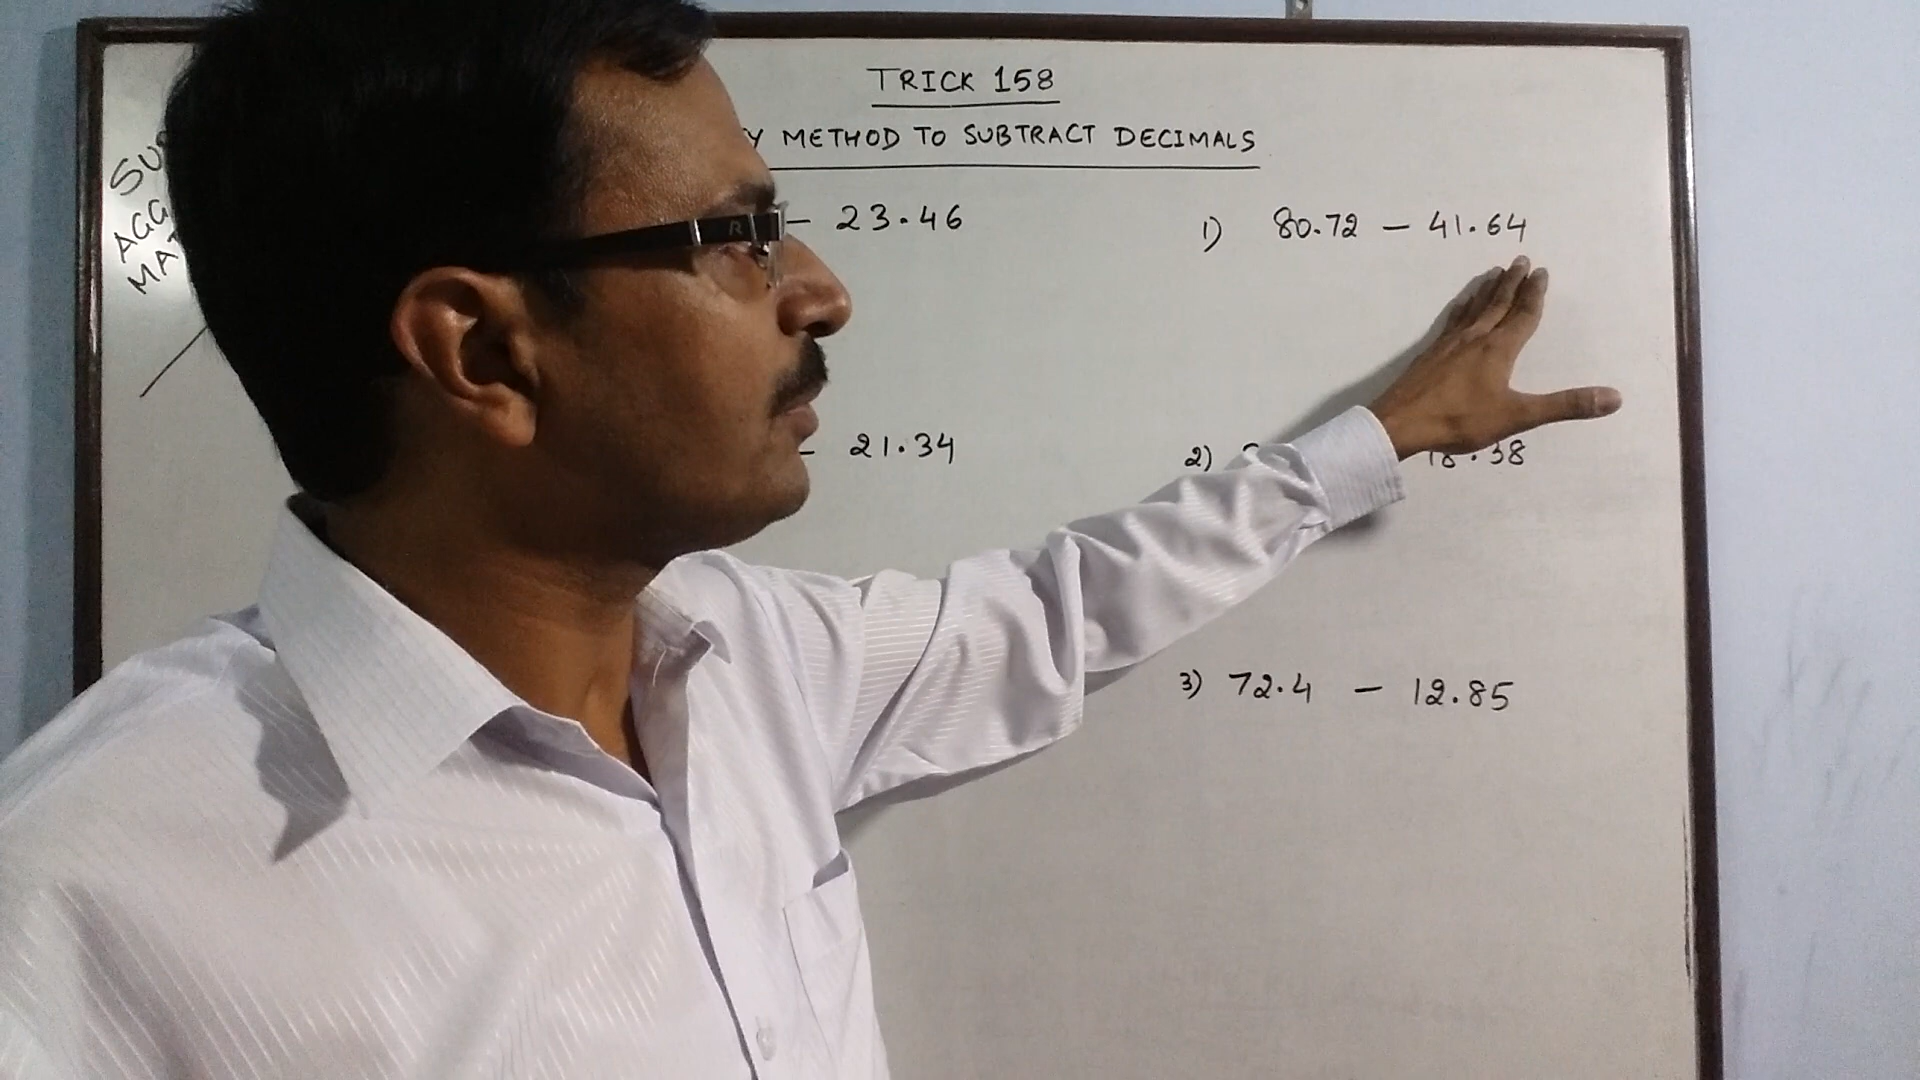 TRICK 158
METHOD TO SUBTRACT DECIMALS
- 23.46
1) 80.72 - 41.64
- 21.34
2) 18.38
3) 72.4 - 12.85